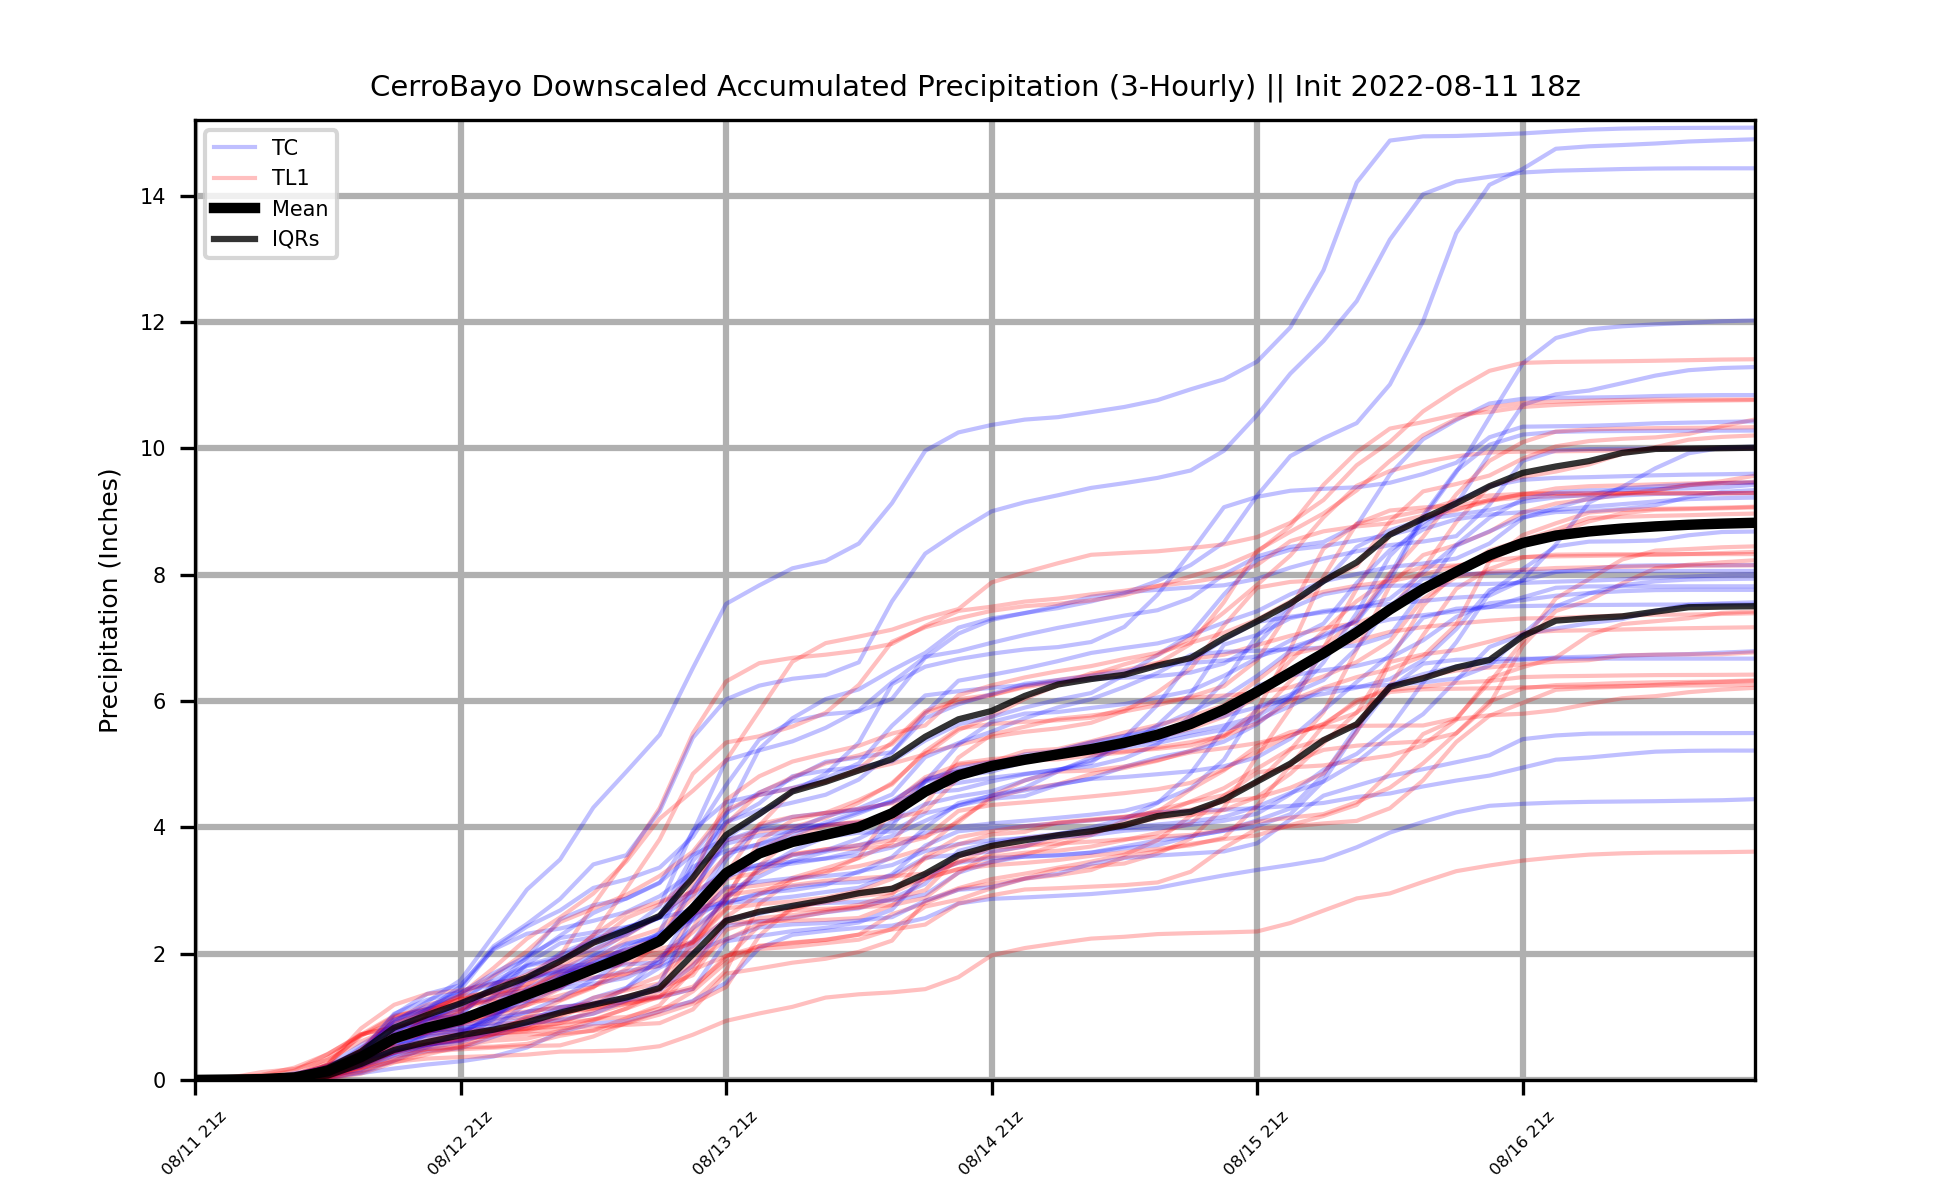 CerroBayo Downscaled Accumulated Precipitation (3-Hourly) || Init 2022-08-11 18z
TC
TL1
Mean
IQRs
Precipitation (Inches)
14
12
10
8
6
4
2
0
08/11 21z
08/12 21z
08/13 21z
08/14 21z
08/15 21z
08/16 21z